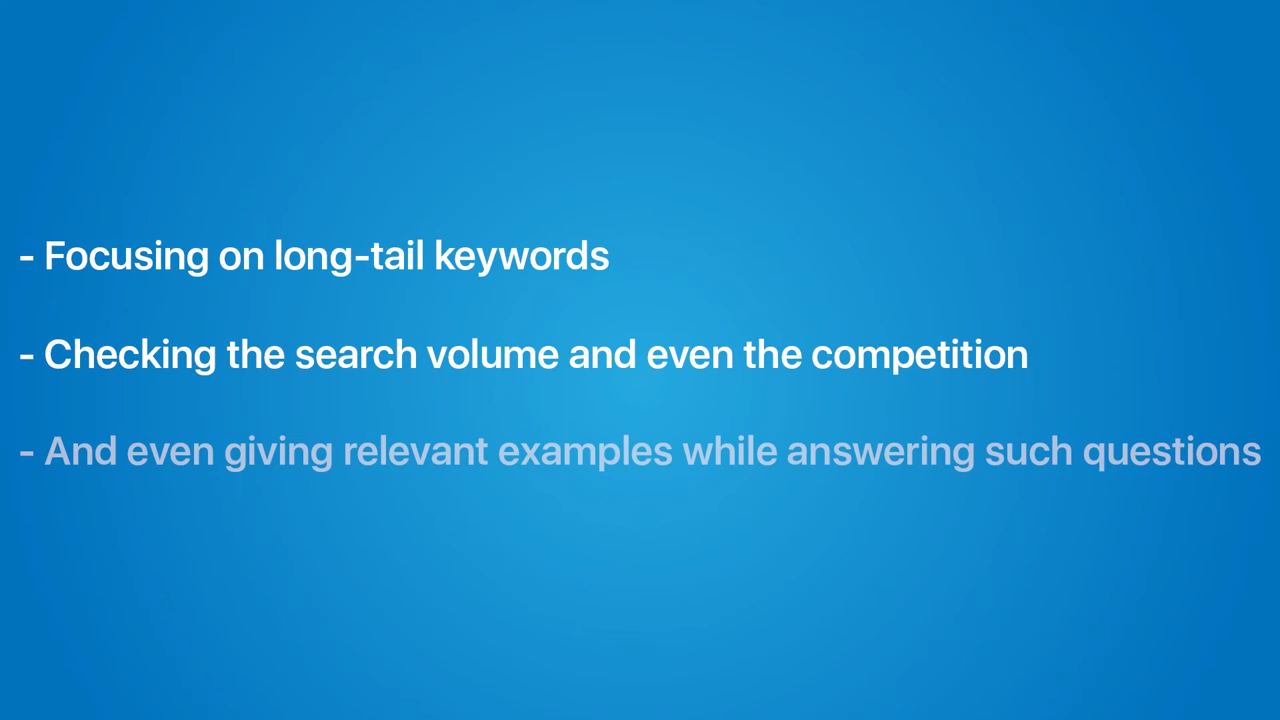 - Focusing on long-tail keywords
- Checking the search volume and even the competition
- And even giving relevant examples while answering such questions